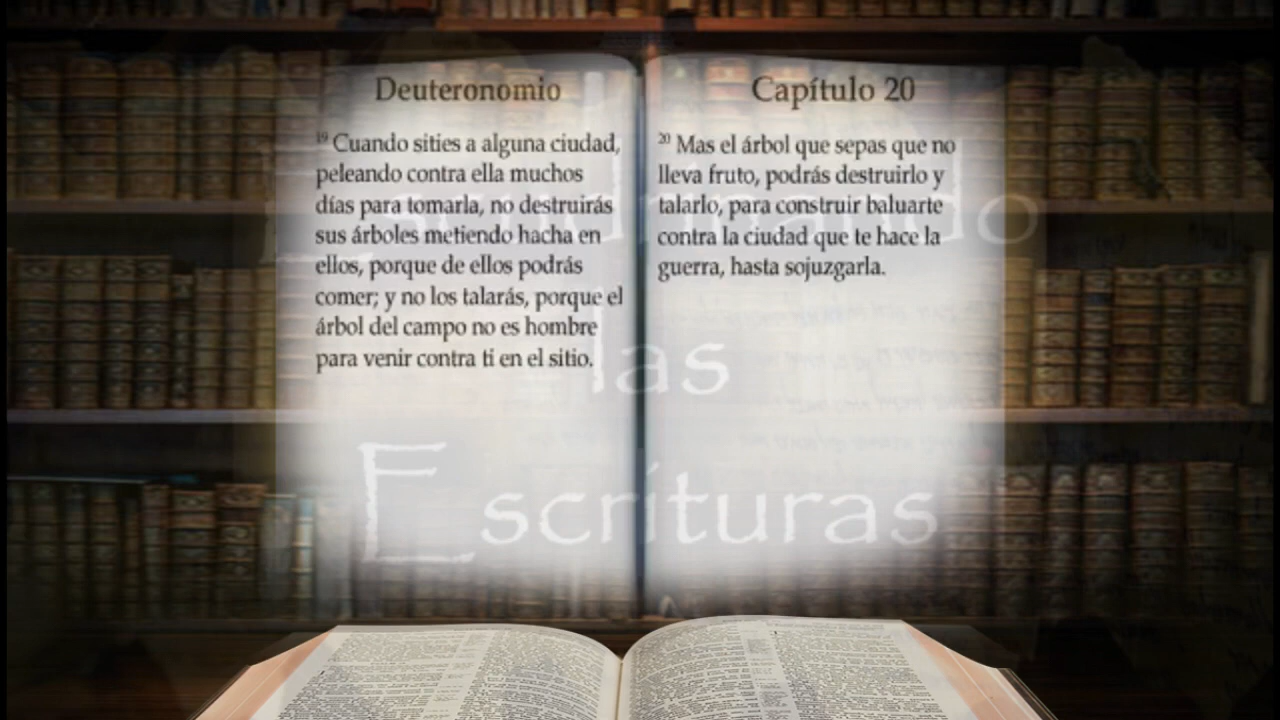 Deuteronomio
19 Cuando sities a alguna ciudad,
peleando contra ella muchos
días para tomarla, no destruirás
sus árboles metiendo hacha en
ellos, porque de ellos podrás
comer; y no los talarás, porque el
árbol del campo no es hombre
para venir contra ti en el sitio.
Capítulo 20
20 Mas el árbol que sepas que no
lleva fruto, podrás destruirlo y
talarlo, para construir baluarte
contra la ciudad que te hace la
guerra, hasta sojuzgarla.
las
Escrituras